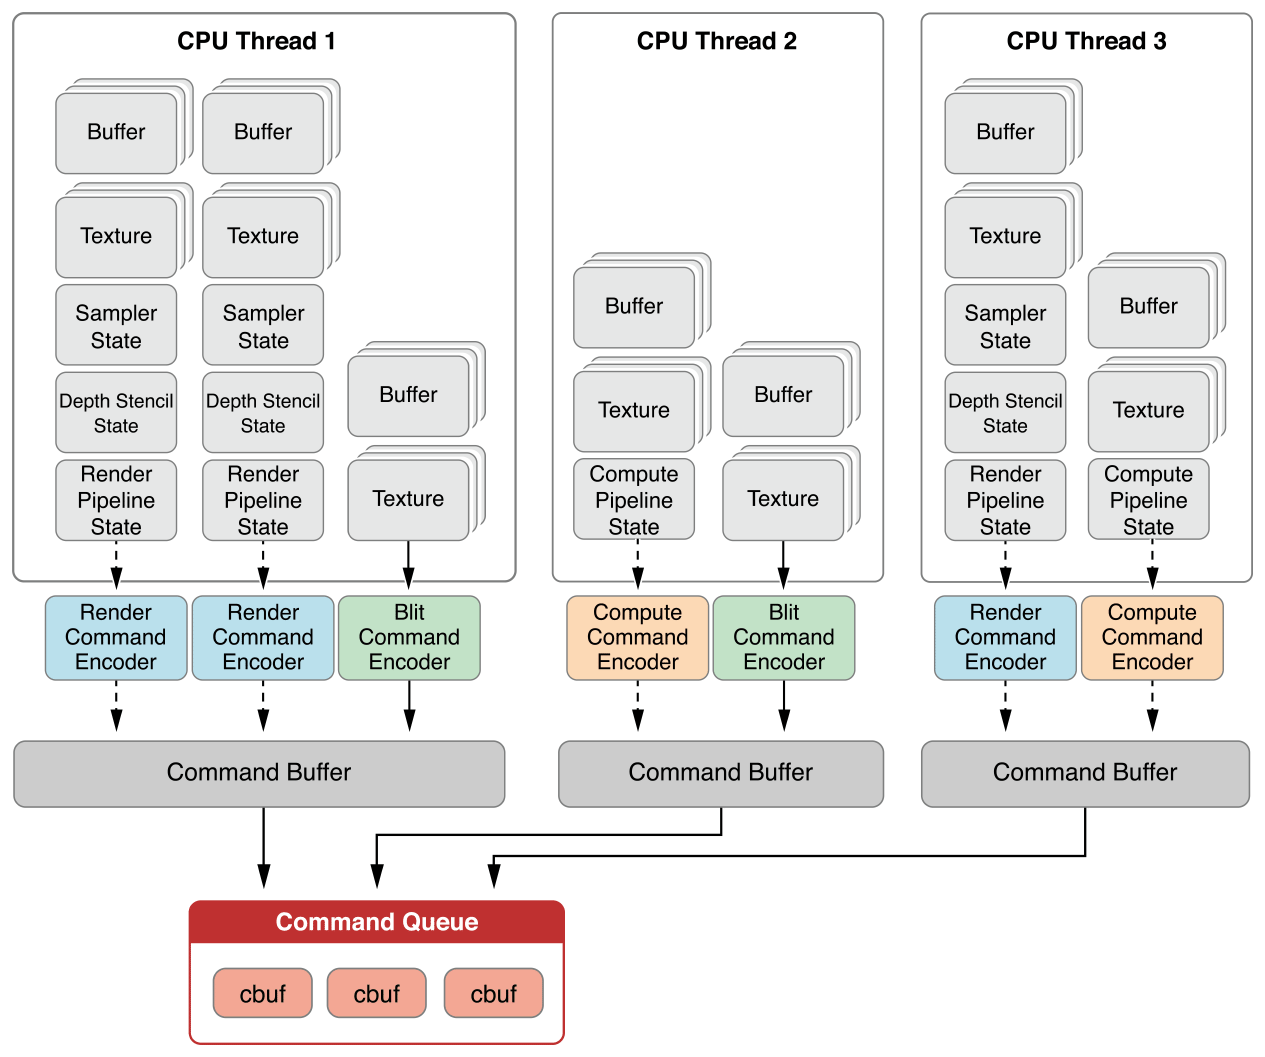 CPU Thread 1
Buffer
Texture
Sampler
State
Depth Stencil
State
Render
Pipeline
State
Buffer
Texture
Sampler
State
Depth Stencil
State
Render
Pipeline
State
Buffer
Texture
Render
Command
Encoder
Render
Command
Encoder
Blit
Command
Encoder
Command Buffer
CPU Thread 2
Buffer
Texture
Compute
Pipeline
State
Buffer
Texture
Compute
Command
Encoder
Blit
Command
Encoder
Command Buffer
CPU Thread 3
Buffer
Texture
Sampler
State
Depth Stencil
State
Render
Pipeline
State
Buffer
Texture
Compute
Pipeline
State
Render
Command
Encoder
Compute
Command
Encoder
Command Buffer
Command Queue
cbuf
cbuf
cbuf